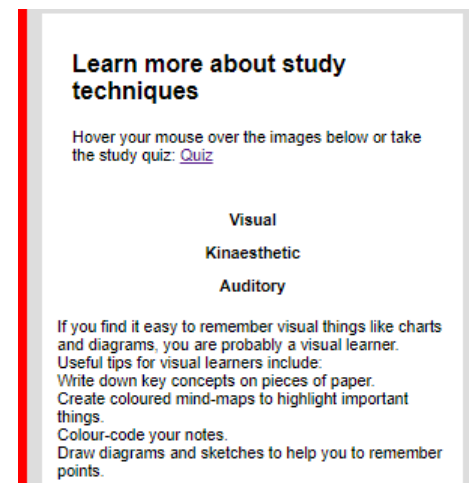 Learn more about study
techniques
Hover your mouse over the images below or take
the study quiz: Quiz
Visual
Kinaesthetic
Auditory
If you find it easy to remember visual things like charts
and diagrams, you are probably a visual learner.
Useful tips for visual learners include:
Write down key concepts on pieces of paper.
Create coloured mind-maps to highlight important
things.
Colour-code your notes.
Draw diagrams and sketches to help you to remember
points.